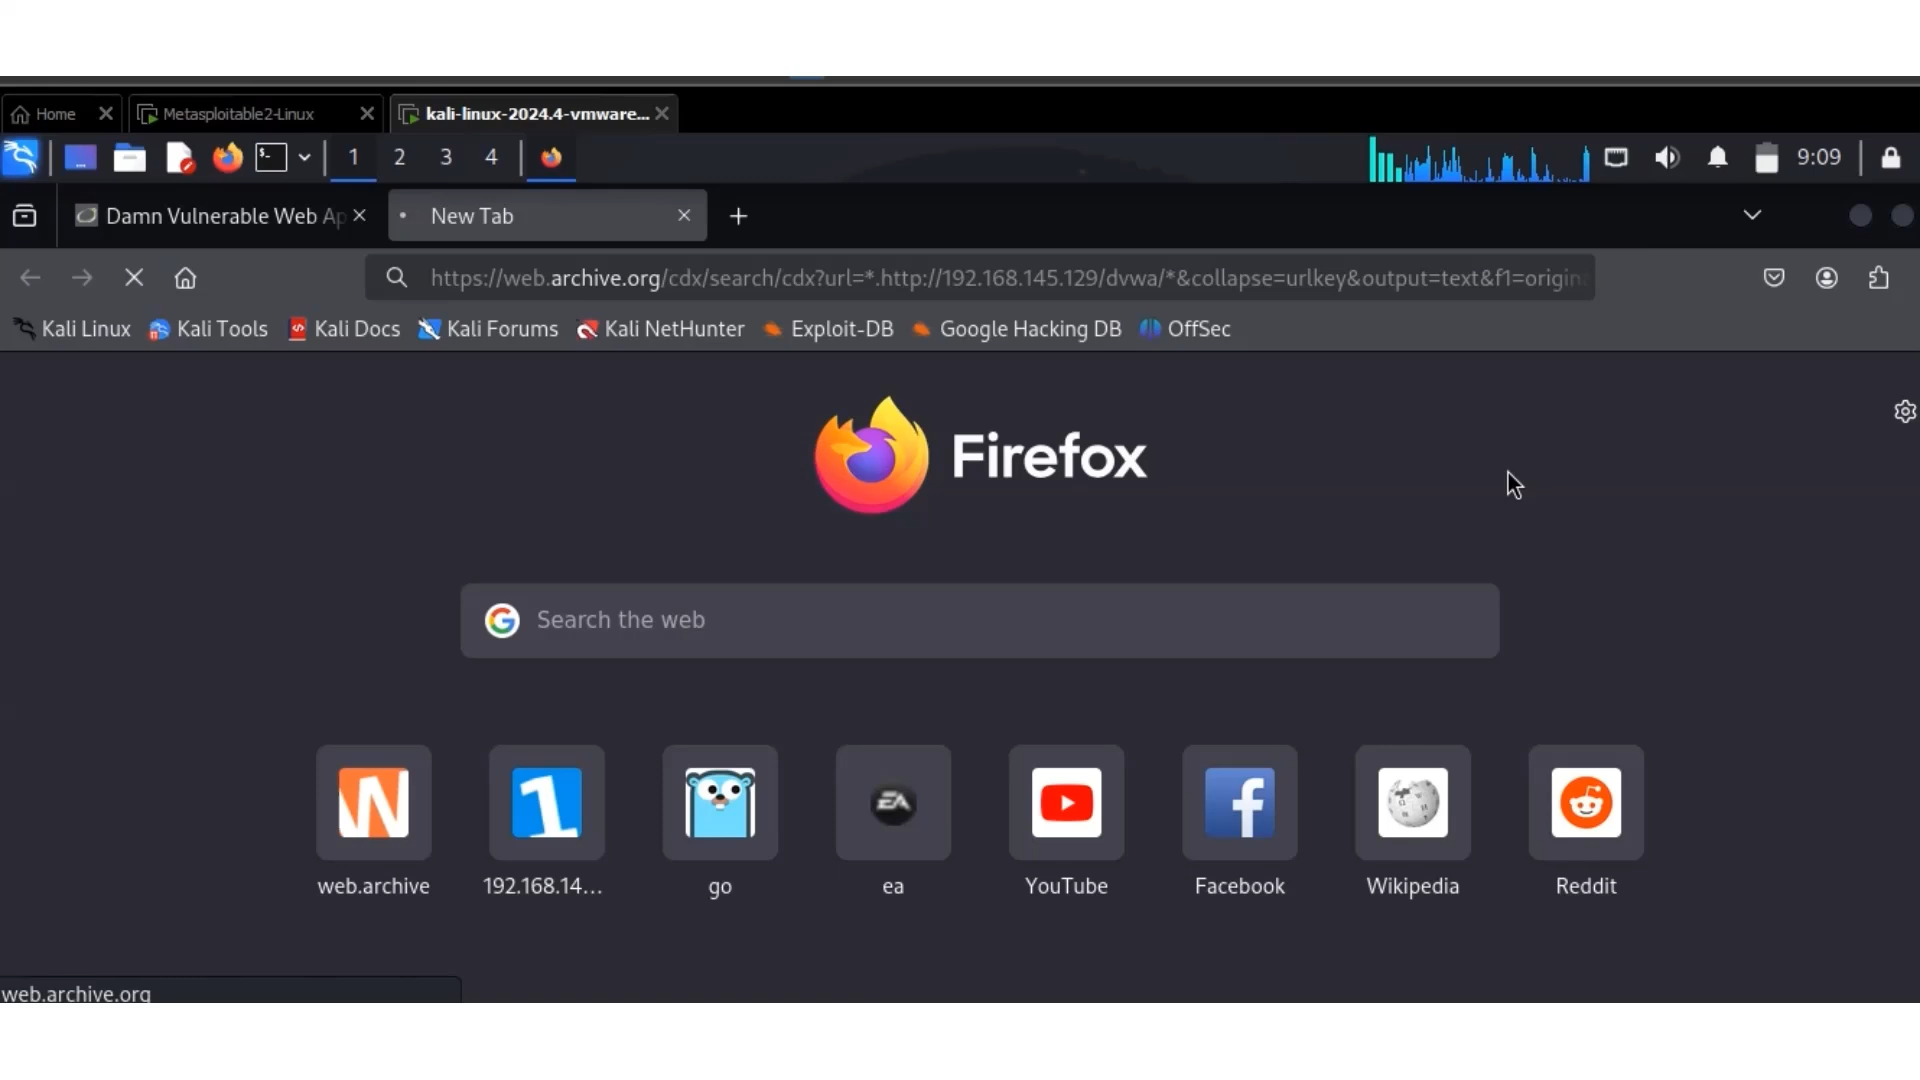 Home
Metasploitable2-Linux
kali-linux-2024.4-vmware...
1 2 3 4
9:09
Damn Vulnerable Web Ap
New Tab
https://web.archive.org/cdx/search/cdx?url=*.http://192.168.145.129/dvwa/*&collapse=urlkey&output=text&f1=origin
Kali Linux Kali Tools Kali Docs Kali Forums Kali NetHunter Exploit-DB Google Hacking DB OffSec
Firefox
Search the web
web.archive 192.168.14... go ea YouTube Facebook Wikipedia Reddit
web.archive.org